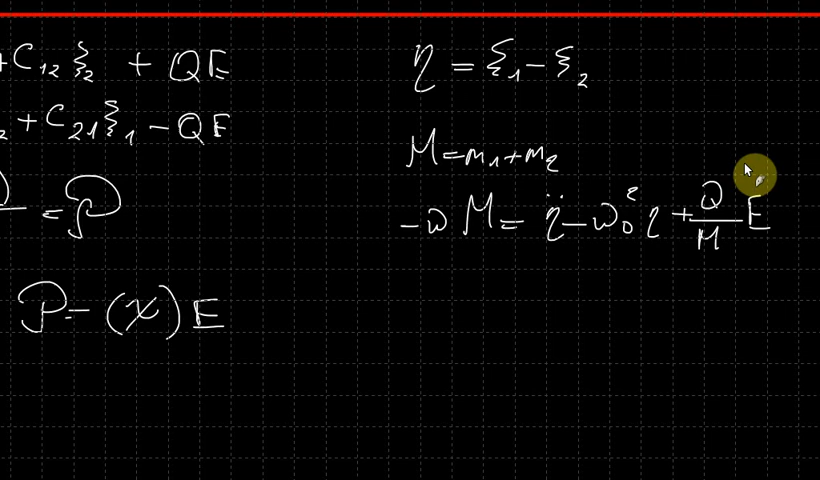 +C₁₂ξ₂ + QE
₂ + C₂₁ξ₁ − QE
= P
P = (χ) E
η = ξ₁ − ξ₂
M = m₁ + m₂
−ω M = η̈ − ω₀² η + Q/M E